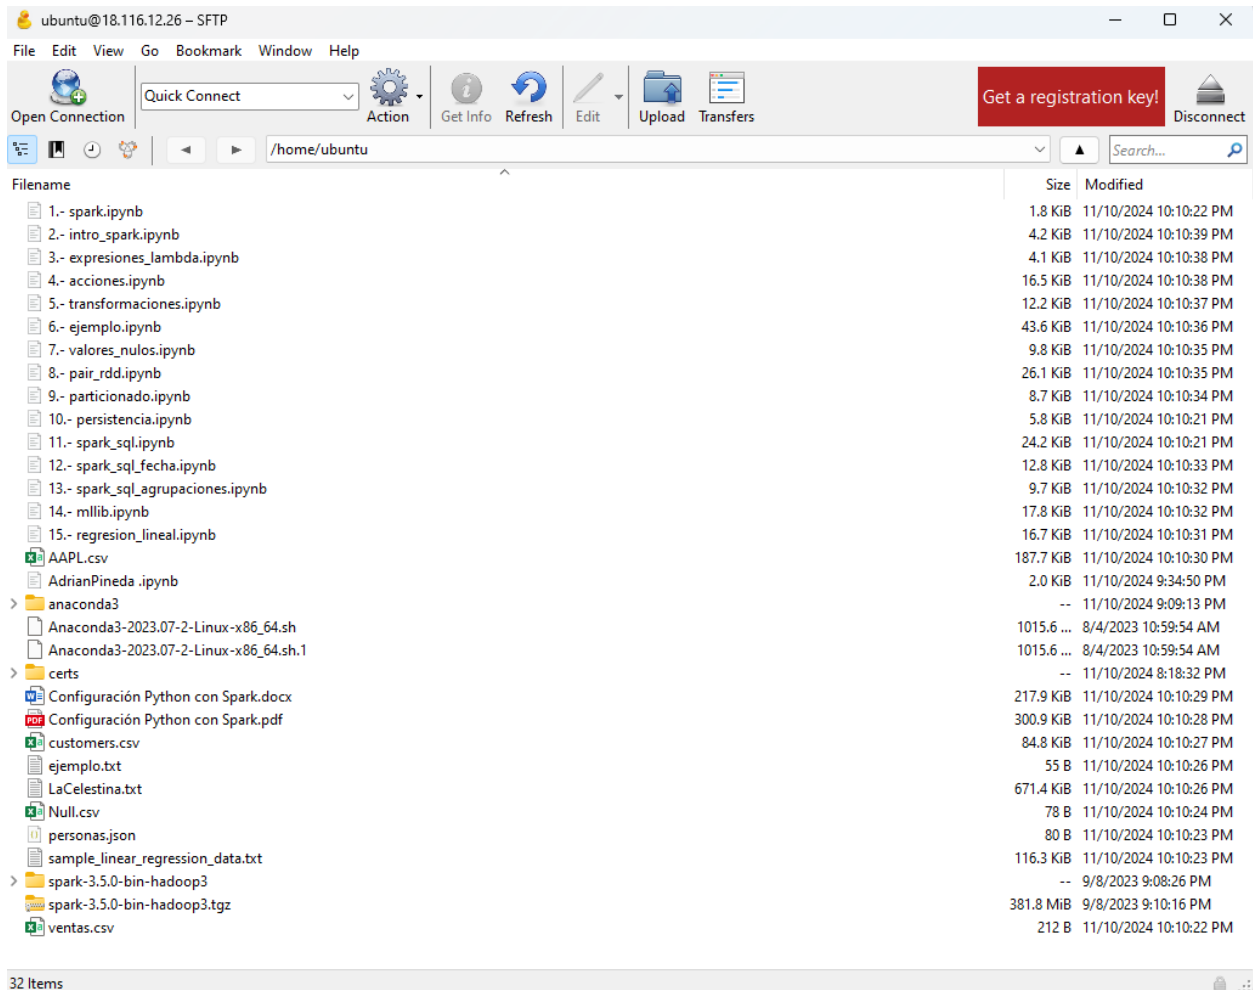 ubuntu@18.116.12.26 – SFTP
File Edit View Go Bookmark Window Help
Open Connection Quick Connect Action Get Info Refresh Edit Upload Transfers Get a registration key! Disconnect
/home/ubuntu Search...
Filename Size Modified
1.- spark.ipynb 1.8 KiB 11/10/2024 10:10:22 PM
2.- intro_spark.ipynb 4.2 KiB 11/10/2024 10:10:39 PM
3.- expresiones_lambda.ipynb 4.1 KiB 11/10/2024 10:10:38 PM
4.- acciones.ipynb 16.5 KiB 11/10/2024 10:10:38 PM
5.- transformaciones.ipynb 12.2 KiB 11/10/2024 10:10:37 PM
6.- ejemplo.ipynb 43.6 KiB 11/10/2024 10:10:36 PM
7.- valores_nulos.ipynb 9.8 KiB 11/10/2024 10:10:35 PM
8.- pair_rdd.ipynb 26.1 KiB 11/10/2024 10:10:35 PM
9.- particionado.ipynb 8.7 KiB 11/10/2024 10:10:34 PM
10.- persistencia.ipynb 5.8 KiB 11/10/2024 10:10:21 PM
11.- spark_sql.ipynb 24.2 KiB 11/10/2024 10:10:21 PM
12.- spark_sql_fecha.ipynb 12.8 KiB 11/10/2024 10:10:33 PM
13.- spark_sql_agrupaciones.ipynb 9.7 KiB 11/10/2024 10:10:32 PM
14.- mllib.ipynb 17.8 KiB 11/10/2024 10:10:32 PM
15.- regresion_lineal.ipynb 16.7 KiB 11/10/2024 10:10:31 PM
AAPL.csv 187.7 KiB 11/10/2024 10:10:30 PM
AdrianPineda .ipynb 2.0 KiB 11/10/2024 9:34:50 PM
anaconda3 -- 11/10/2024 9:09:13 PM
Anaconda3-2023.07-2-Linux-x86_64.sh 1015.6 ... 8/4/2023 10:59:54 AM
Anaconda3-2023.07-2-Linux-x86_64.sh.1 1015.6 ... 8/4/2023 10:59:54 AM
certs -- 11/10/2024 8:18:32 PM
Configuración Python con Spark.docx 217.9 KiB 11/10/2024 10:10:29 PM
Configuración Python con Spark.pdf 300.9 KiB 11/10/2024 10:10:28 PM
customers.csv 84.8 KiB 11/10/2024 10:10:27 PM
ejemplo.txt 55 B 11/10/2024 10:10:26 PM
LaCelestina.txt 671.4 KiB 11/10/2024 10:10:26 PM
Null.csv 78 B 11/10/2024 10:10:24 PM
personas.json 80 B 11/10/2024 10:10:23 PM
sample_linear_regression_data.txt 116.3 KiB 11/10/2024 10:10:23 PM
spark-3.5.0-bin-hadoop3 -- 9/8/2023 9:08:26 PM
spark-3.5.0-bin-hadoop3.tgz 381.8 MiB 9/8/2023 9:10:16 PM
ventas.csv 212 B 11/10/2024 10:10:22 PM
32 Items